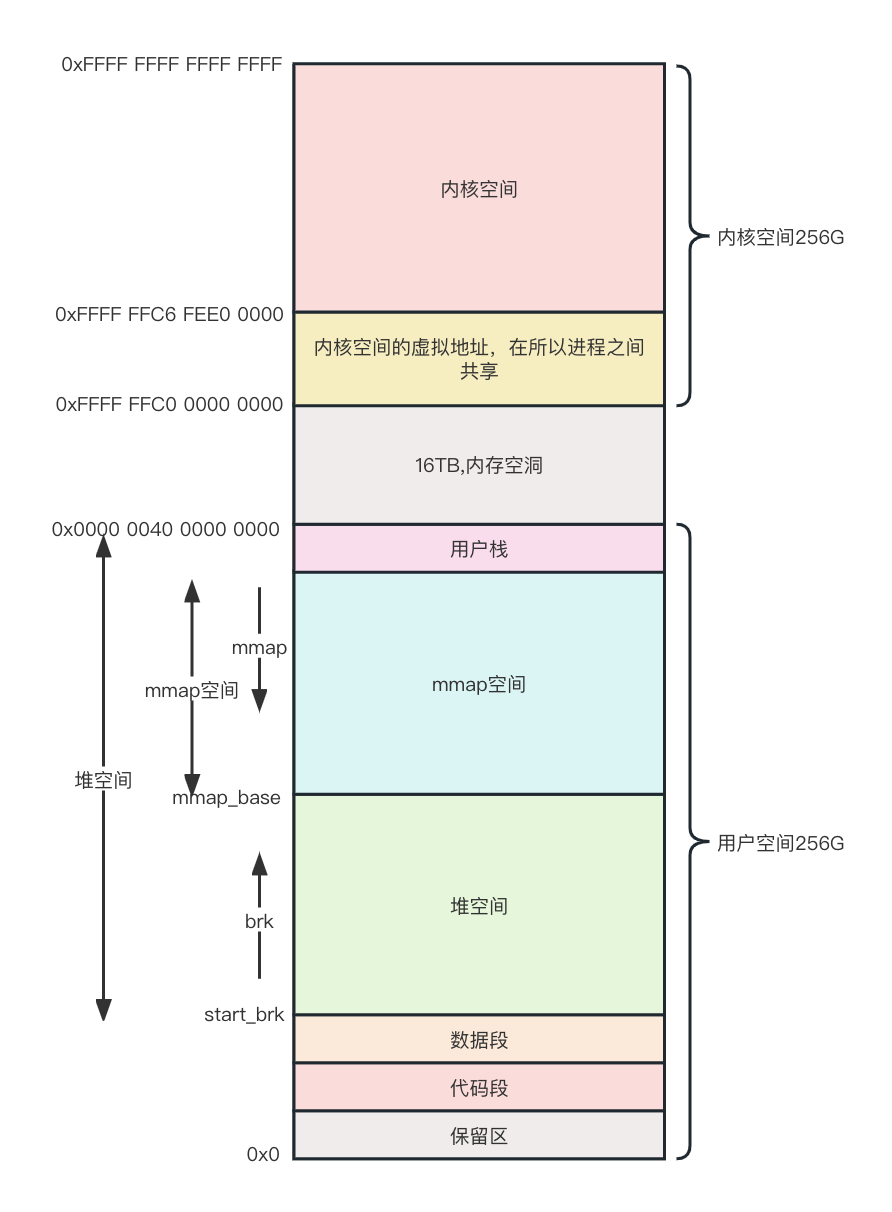 0xFFFF FFFF FFFF FFFF
内核空间
内核空间256G
0xFFFF FFC6 FEE0 0000
内核空间的虚拟地址，在所以进程之间
共享
0xFFFF FFC0 0000 0000
16TB,内存空洞
0x0000 0040 0000 0000
用户栈
mmap
mmap空间
mmap空间
堆空间
mmap_base
用户空间256G
堆空间
brk
start_brk
数据段
代码段
保留区
0x0